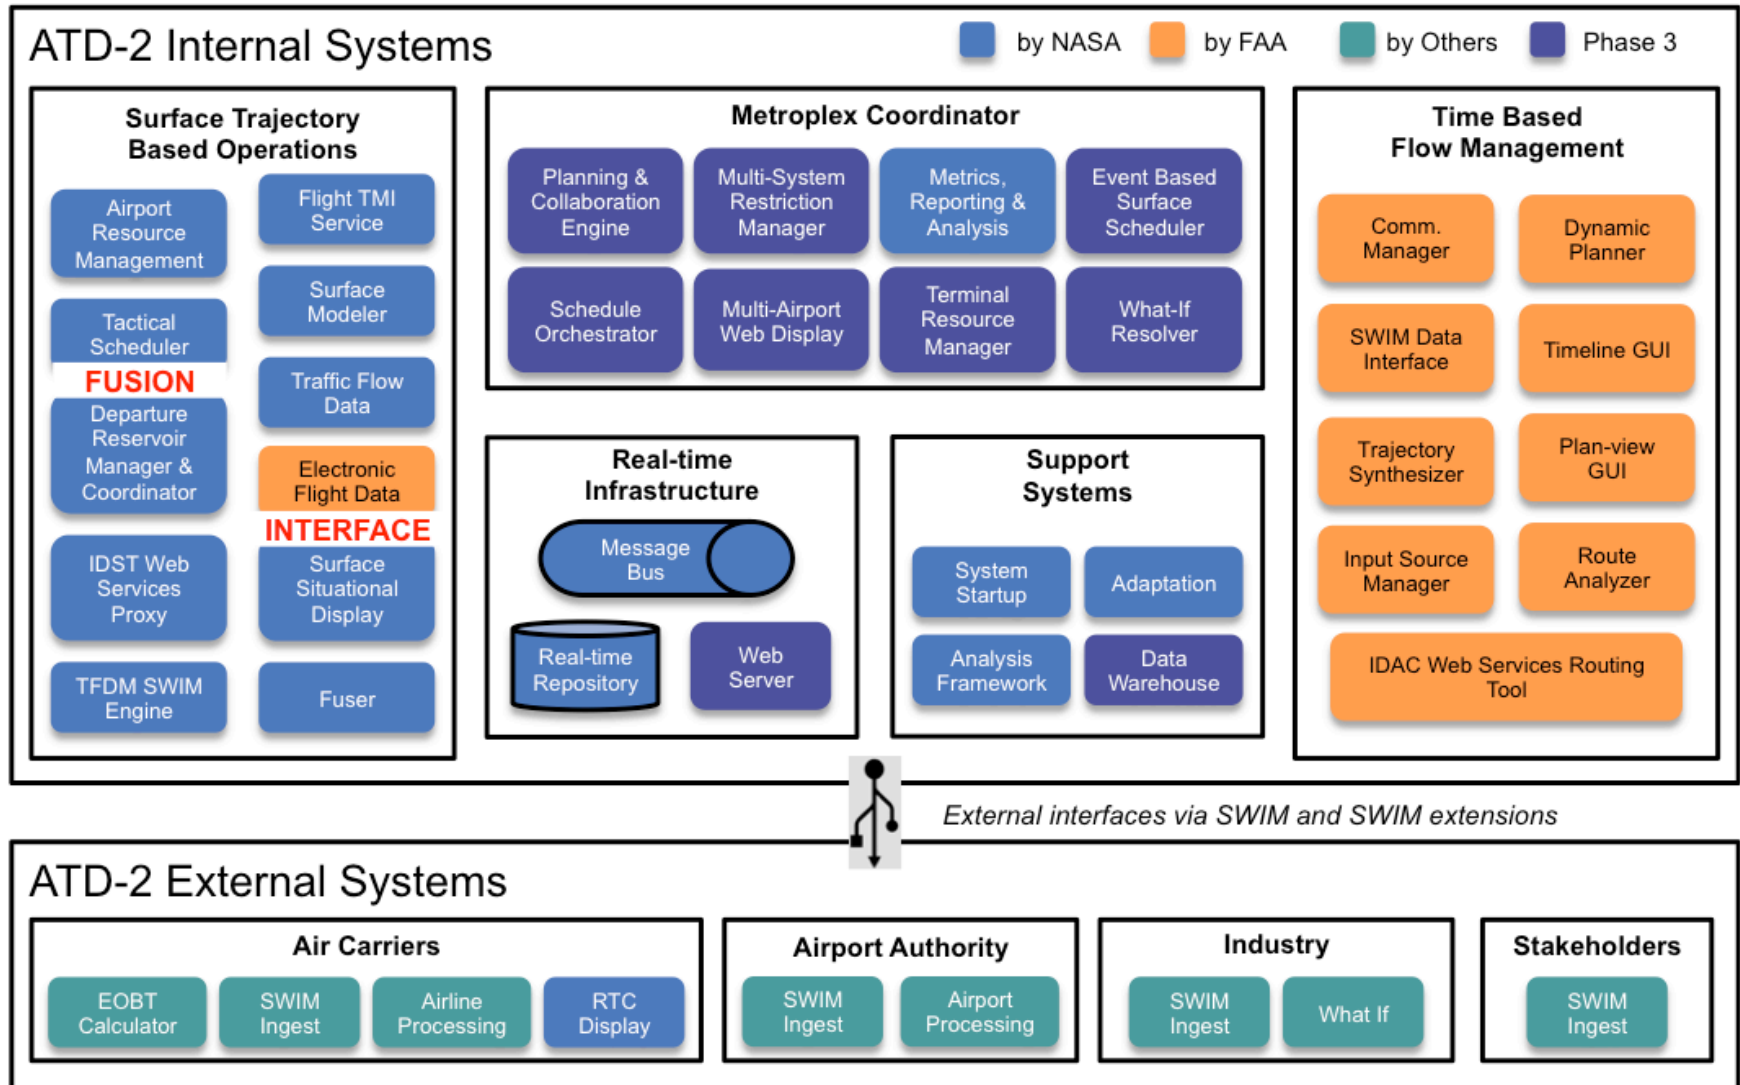 ATD-2 Internal Systems
by NASA
by FAA
by Others
Phase 3
Surface Trajectory
Based Operations
Airport
Resource
Management
Flight TMI
Service
Tactical
Scheduler
Surface
Modeler
FUSION
Traffic Flow
Data
Departure
Reservoir
Manager &
Coordinator
Electronic
Flight Data
INTERFACE
IDST Web
Services
Proxy
Surface
Situational
Display
TFDM SWIM
Engine
Fuser
Metroplex Coordinator
Planning &
Collaboration
Engine
Multi-System
Restriction
Manager
Metrics,
Reporting &
Analysis
Event Based
Surface
Scheduler
Schedule
Orchestrator
Multi-Airport
Web Display
Terminal
Resource
Manager
What-If
Resolver
Real-time
Infrastructure
Message
Bus
Real-time
Repository
Web
Server
Support
Systems
System
Startup
Adaptation
Analysis
Framework
Data
Warehouse
Time Based
Flow Management
Comm.
Manager
Dynamic
Planner
SWIM Data
Interface
Timeline GUI
Trajectory
Synthesizer
Plan-view
GUI
Input Source
Manager
Route
Analyzer
IDAC Web Services Routing
Tool
External interfaces via SWIM and SWIM extensions
ATD-2 External Systems
Air Carriers
EOBT
Calculator
SWIM
Ingest
Airline
Processing
RTC
Display
Airport Authority
SWIM
Ingest
Airport
Processing
Industry
SWIM
Ingest
What If
Stakeholders
SWIM
Ingest